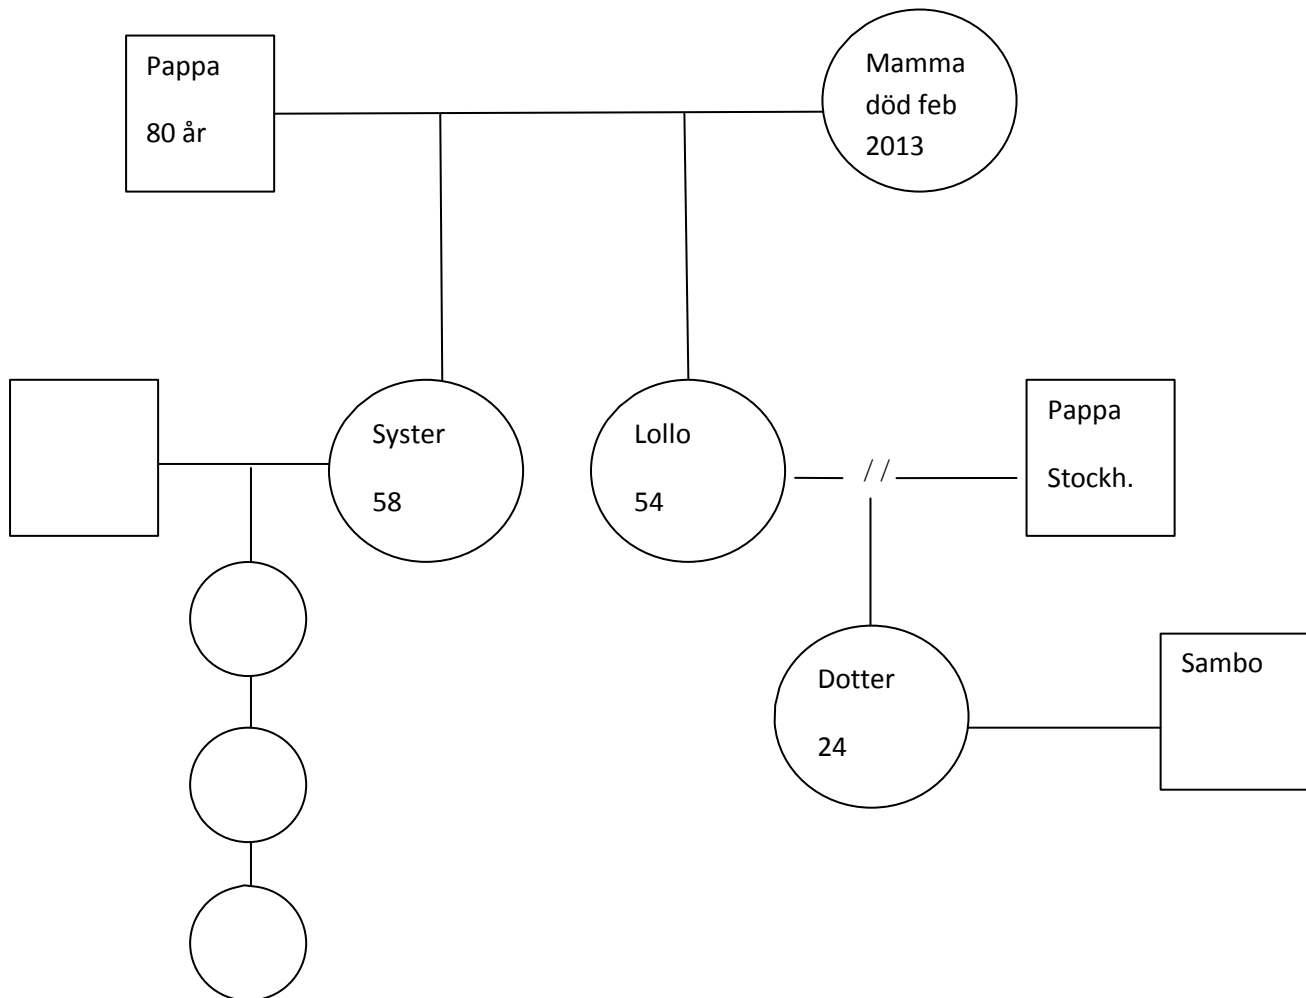 Pappa
80 år
Mamma
död feb
2013
Syster
58
Lollo
54
//
Pappa
Stockh.
Dotter
24
Sambo